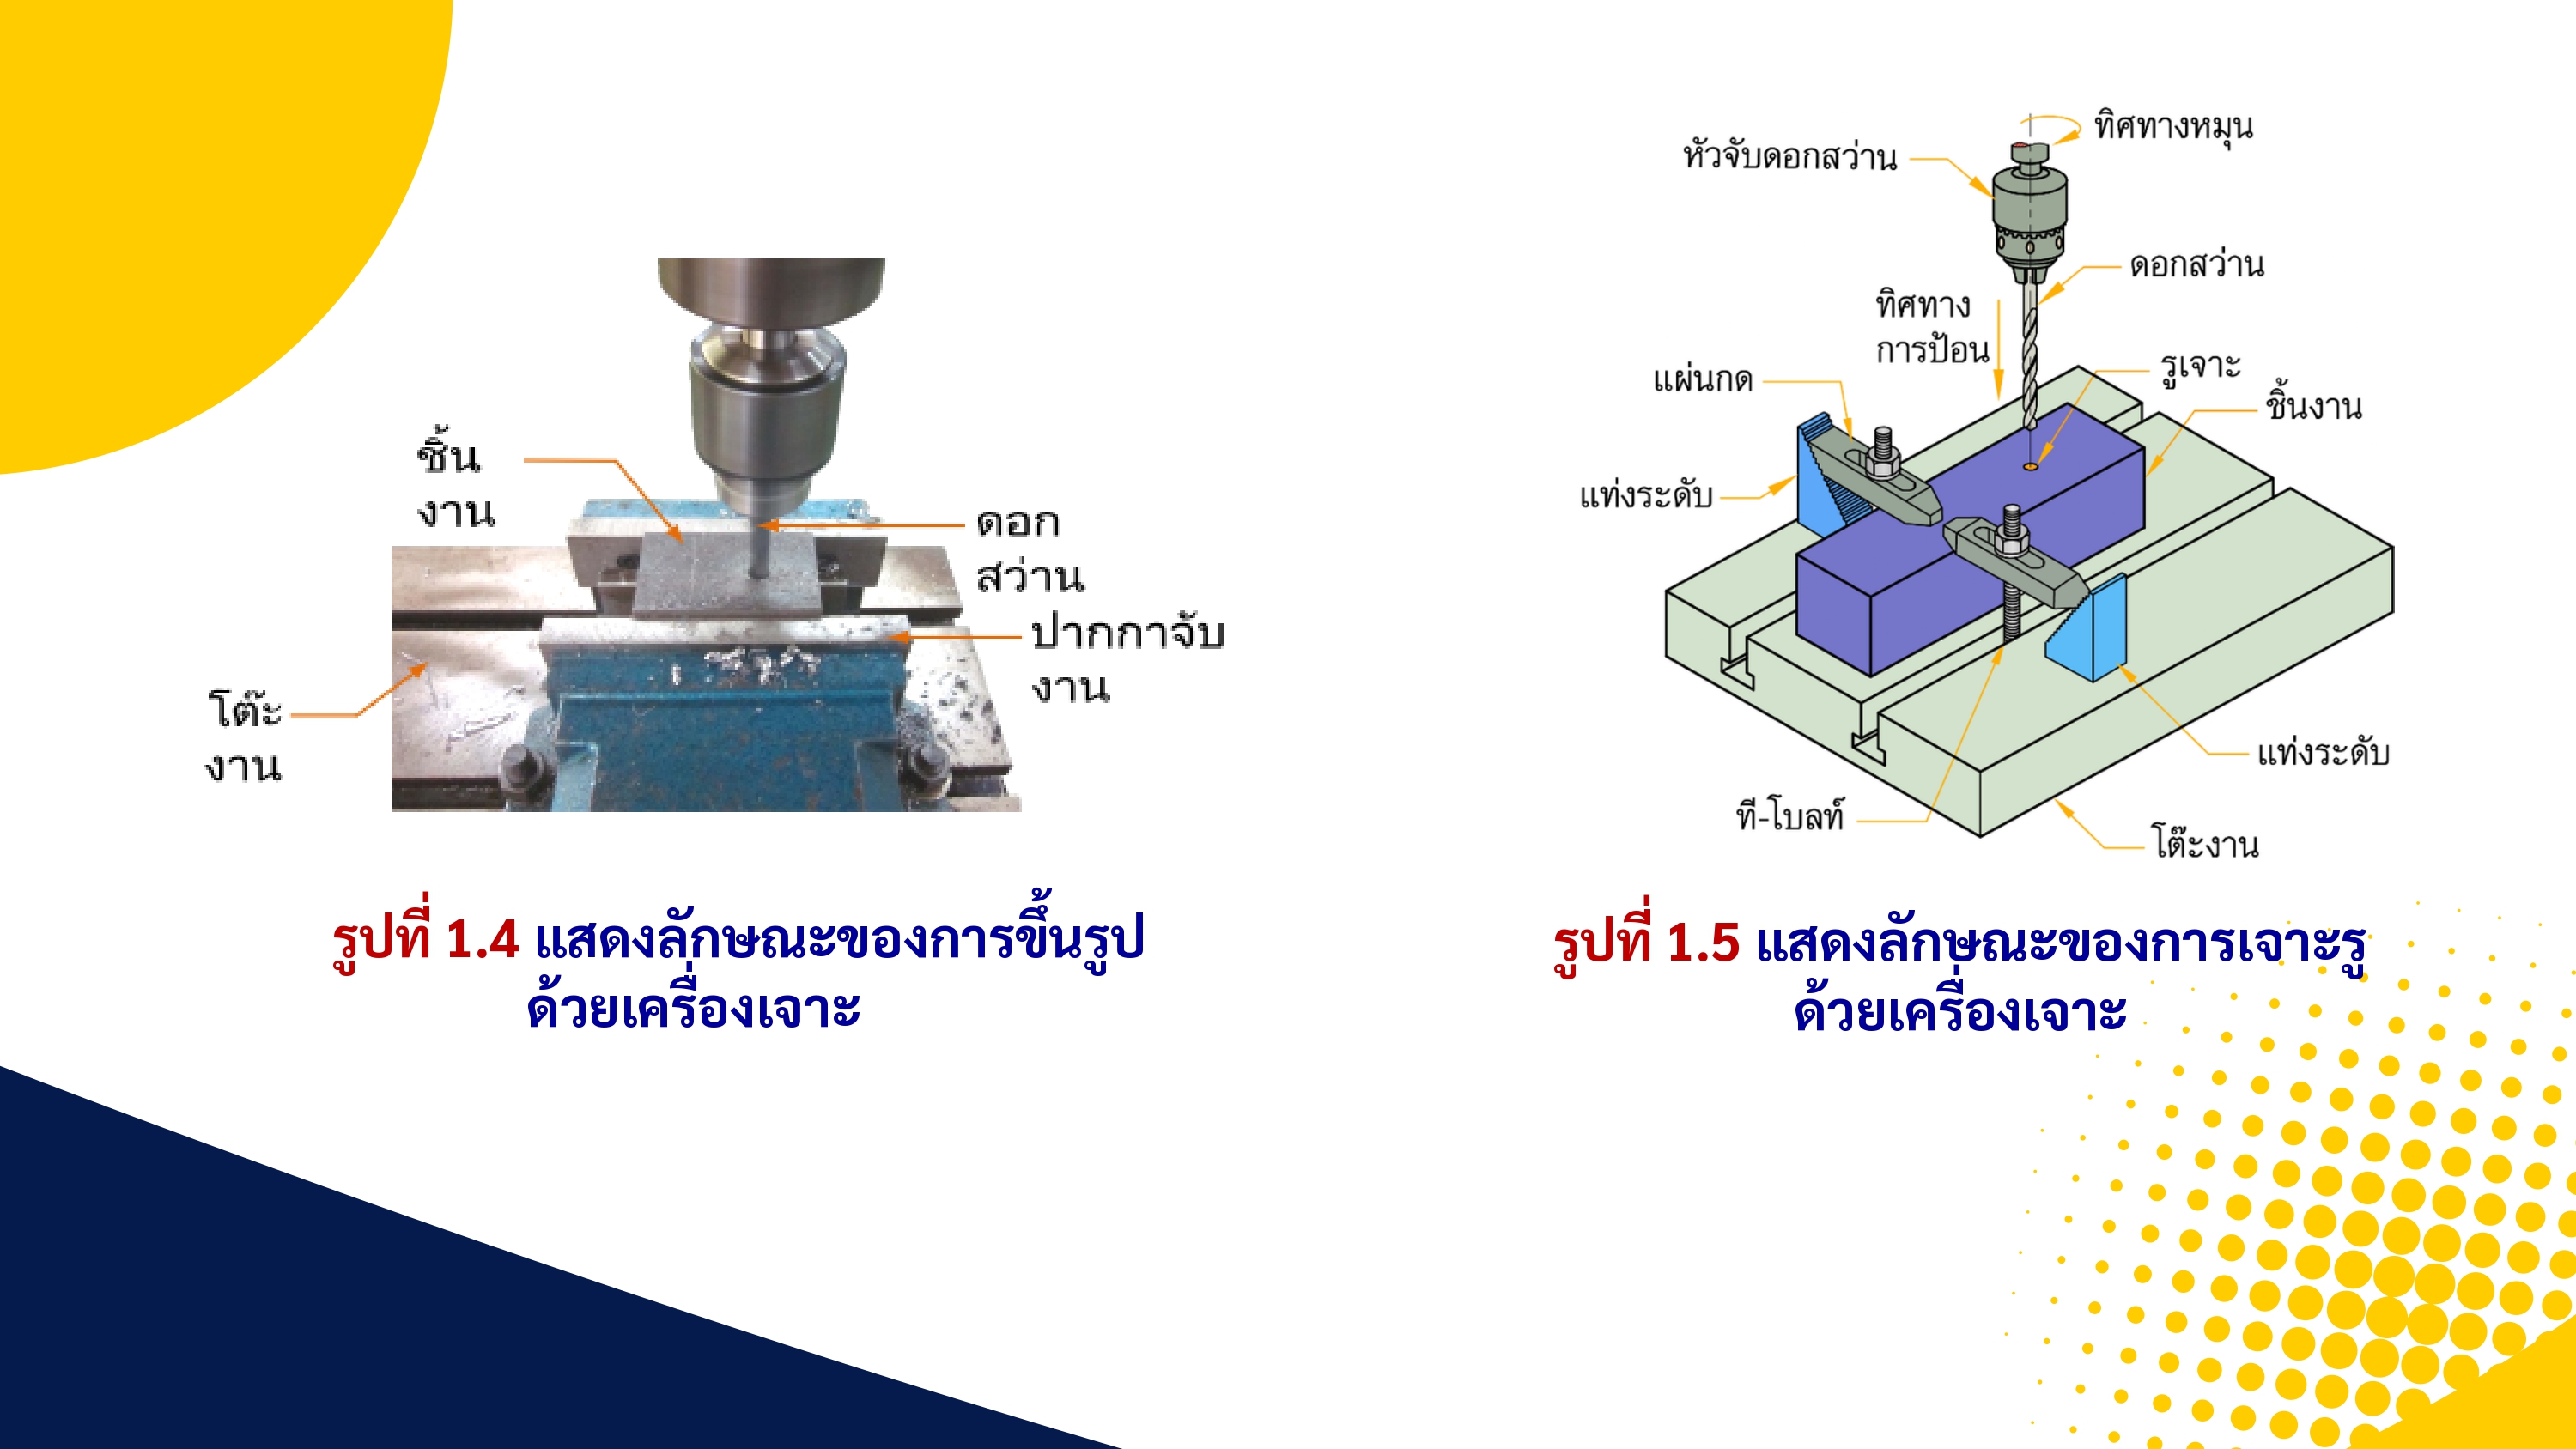 ชิ้น
งาน
ดอก
สว่าน
ปากกาจับ
งาน
โต๊ะ
งาน
รูปที่ 1.4 แสดงลักษณะของการขึ้นรูป
ด้วยเครื่องเจาะ
ทิศทางหมุน
หัวจับดอกสว่าน
ดอกสว่าน
ทิศทาง
การป้อน
รูเจาะ
แผ่นกด
ชิ้นงาน
แท่งระดับ
แท่งระดับ
ที-โบลท์
โต๊ะงาน
รูปที่ 1.5 แสดงลักษณะของการเจาะรู
ด้วยเครื่องเจาะ